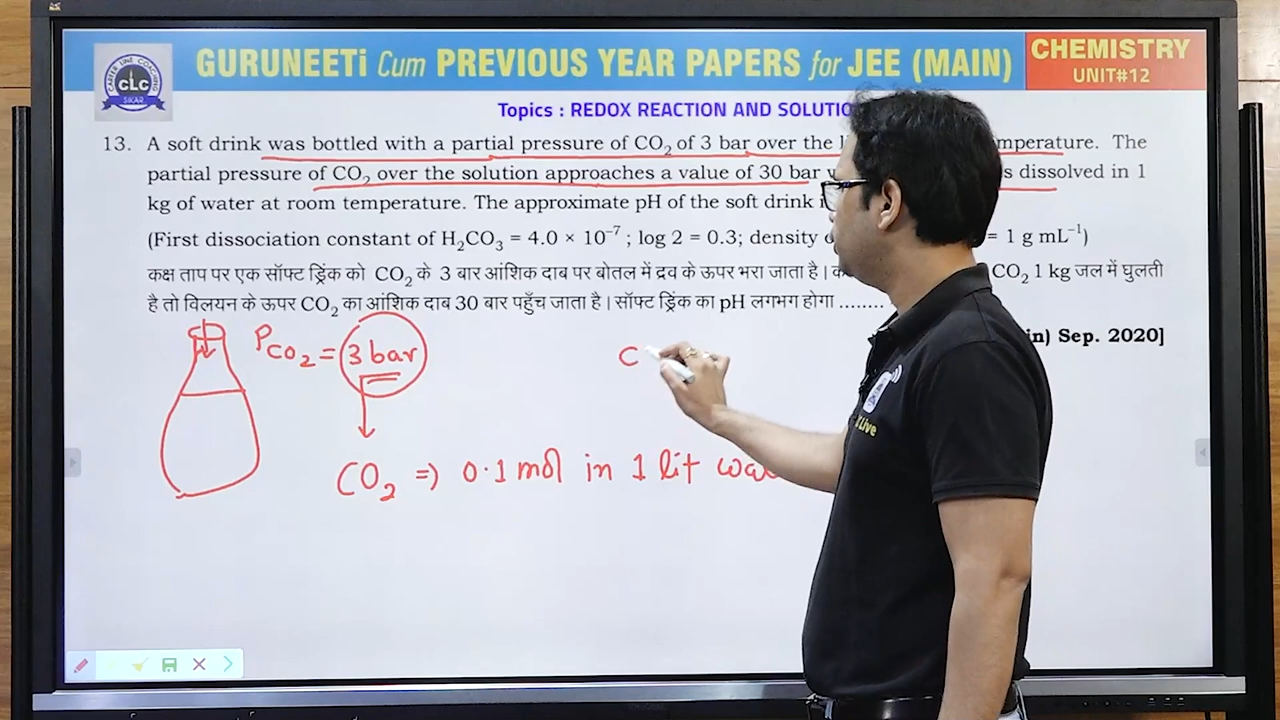 GURUNEETi Cum PREVIOUS YEAR PAPERS for JEE (MAIN)
CHEMISTRY
UNIT#12
CAREER LINE COACHING
CLC
SIKAR
Topics : REDOX REACTION AND SOLUTIO
13. A soft drink was bottled with a partial pressure of CO₂ of 3 bar over the mperature. The
partial pressure of CO₂ over the solution approaches a value of 30 bar s dissolved in 1
kg of water at room temperature. The approximate pH of the soft drink
(First dissociation constant of H₂CO₃ = 4.0 × 10⁻⁷ ; log 2 = 0.3; density = 1 g mL⁻¹)
कक्ष ताप पर एक सॉफ्ट ड्रिंक को CO₂ के 3 बार आंशिक दाब पर बोतल में द्रव के ऊपर भरा जाता है। CO₂ 1 kg जल में घुलती
है तो विलयन के ऊपर CO₂ का आंशिक दाब 30 बार पहुँच जाता है। सॉफ्ट ड्रिंक का pH लगभग होगा ........
in) Sep. 2020]
P CO₂ = 3 bar
C
CO₂ ⇒ 0.1 mol in 1 lit wa
Live